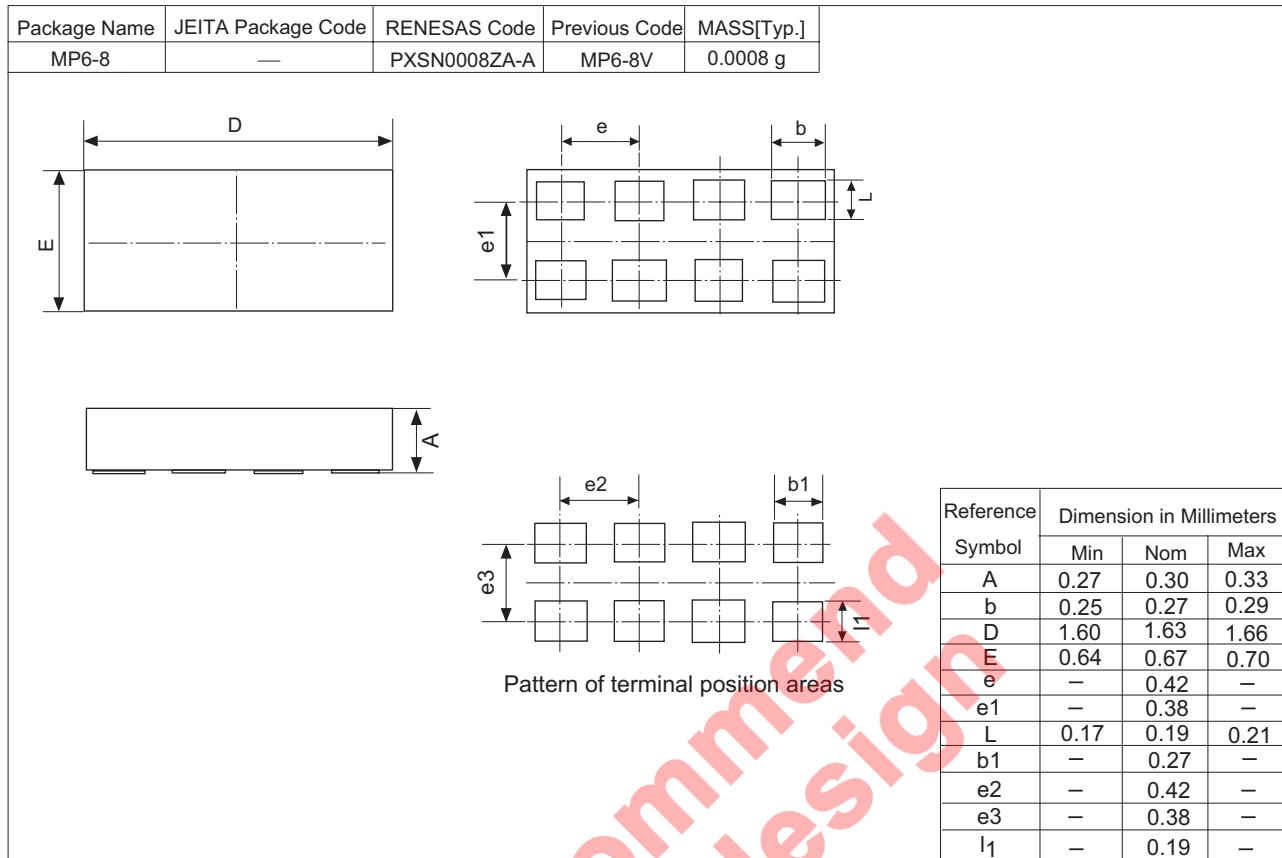 Package Name JEITA Package Code RENESAS Code Previous Code MASS[Typ.]
MP6-8 — PXSN0008ZA-A MP6-8V 0.0008 g
D
E
e
b
L
e1
A
e2
b1
e3
l1
Pattern of terminal position areas
Reference Symbol Dimension in Millimeters
Min Nom Max
A 0.27 0.30 0.33
b 0.25 0.27 0.29
D 1.60 1.63 1.66
E 0.64 0.67 0.70
e – 0.42 –
e1 – 0.38 –
L 0.17 0.19 0.21
b1 – 0.27 –
e2 – 0.42 –
e3 – 0.38 –
l1 – 0.19 –
design